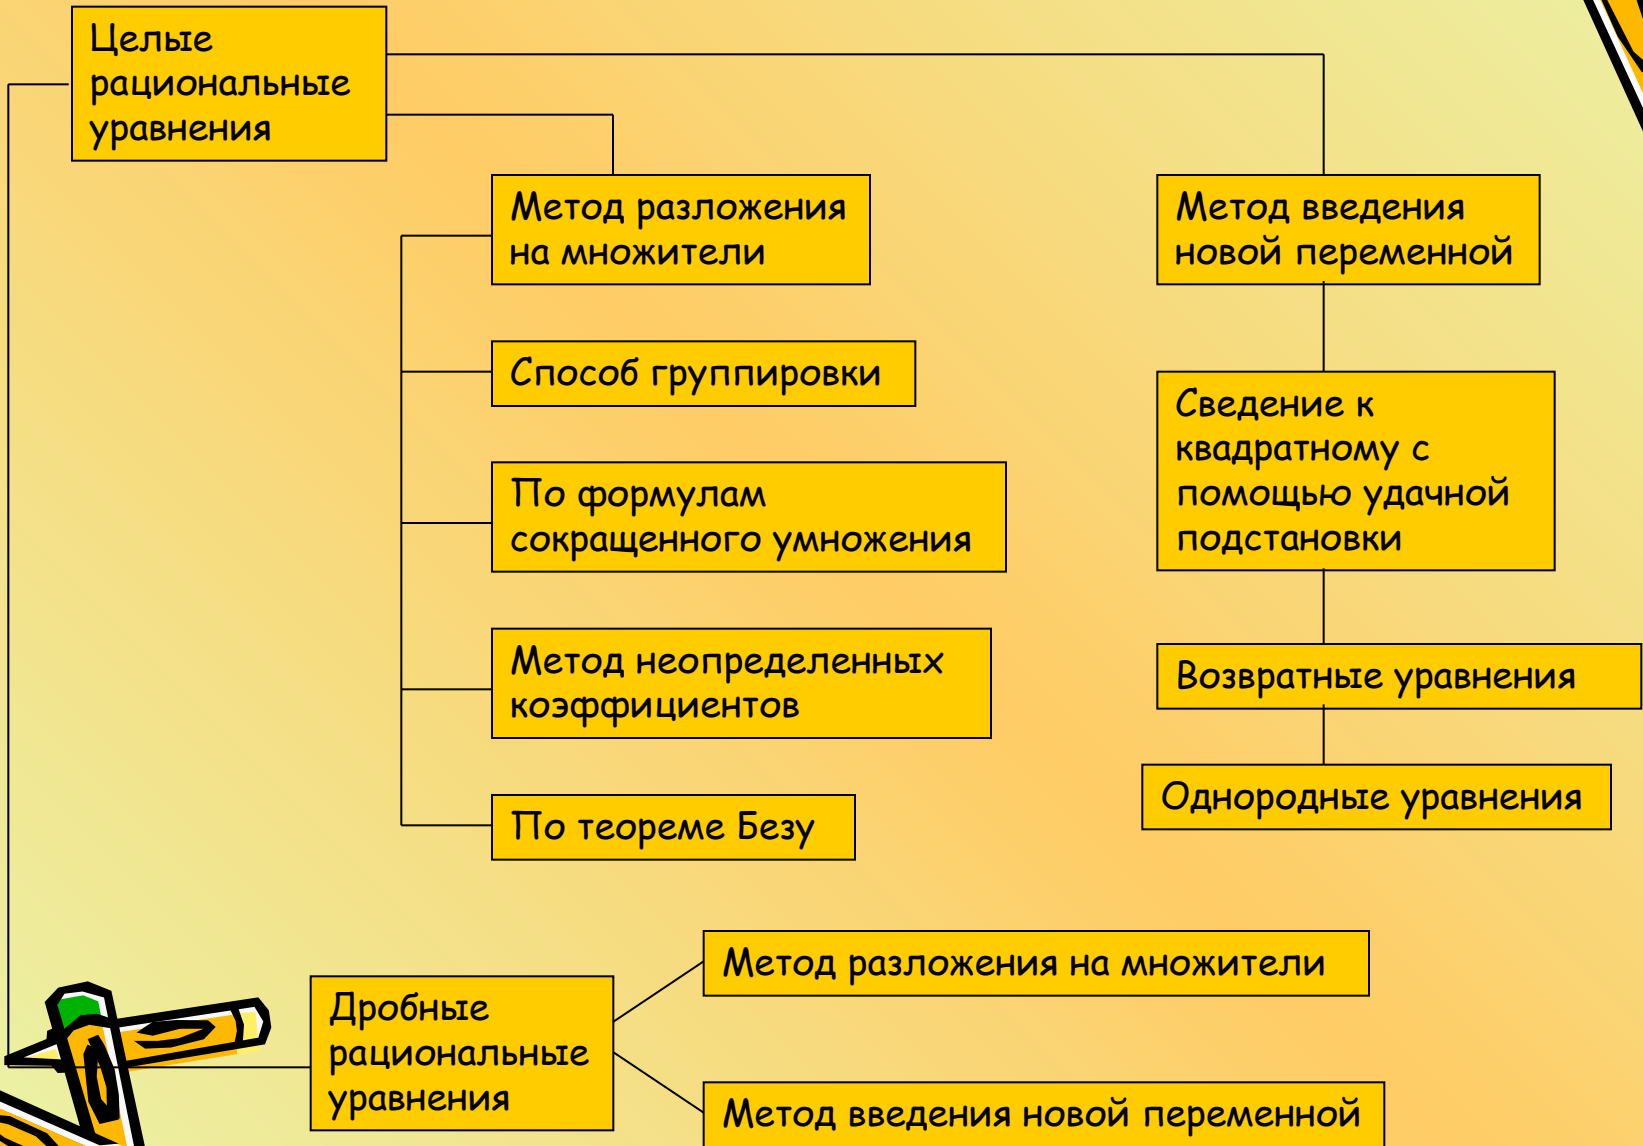 Целые
рациональные
уравнения
Метод разложения
на множители
Способ группировки
По формулам
сокращенного умножения
Метод неопределенных
коэффициентов
По теореме Безу
Метод введения
новой переменной
Сведение к
квадратному с
помощью удачной
подстановки
Возвратные уравнения
Однородные уравнения
Дробные
рациональные
уравнения
Метод разложения на множители
Метод введения новой переменной